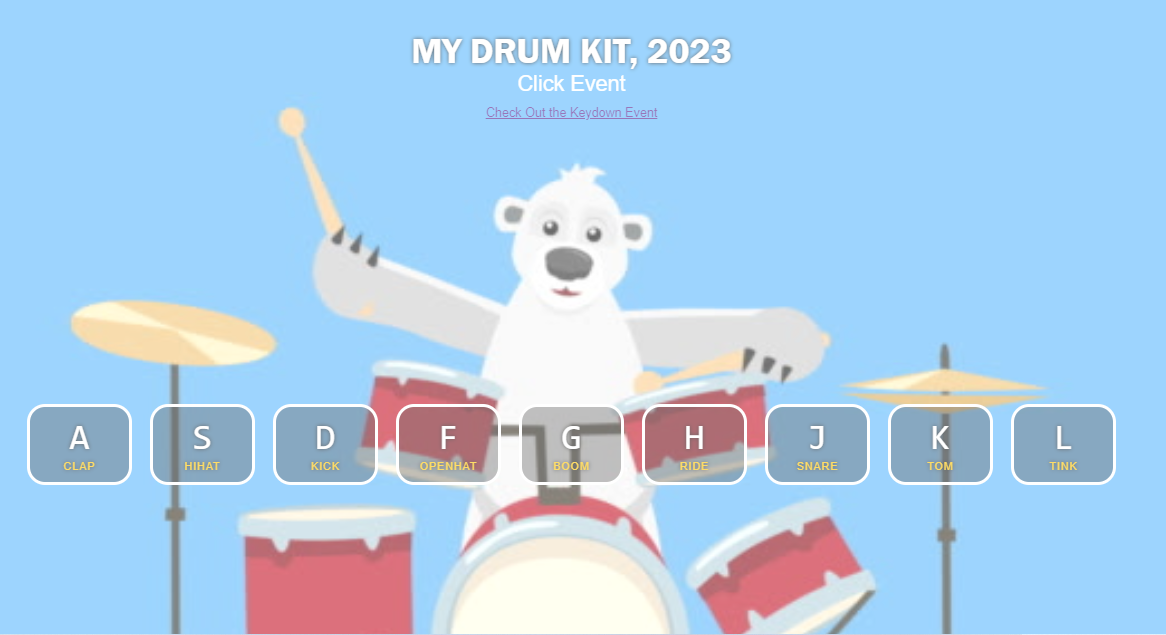 MY DRUM KIT, 2023
Click Event
Check Out the Keydown Event
A S D F G H J K L
CLAP HIHAT KICK OPENHAT BOOM RIDE SNARE TOM TINK